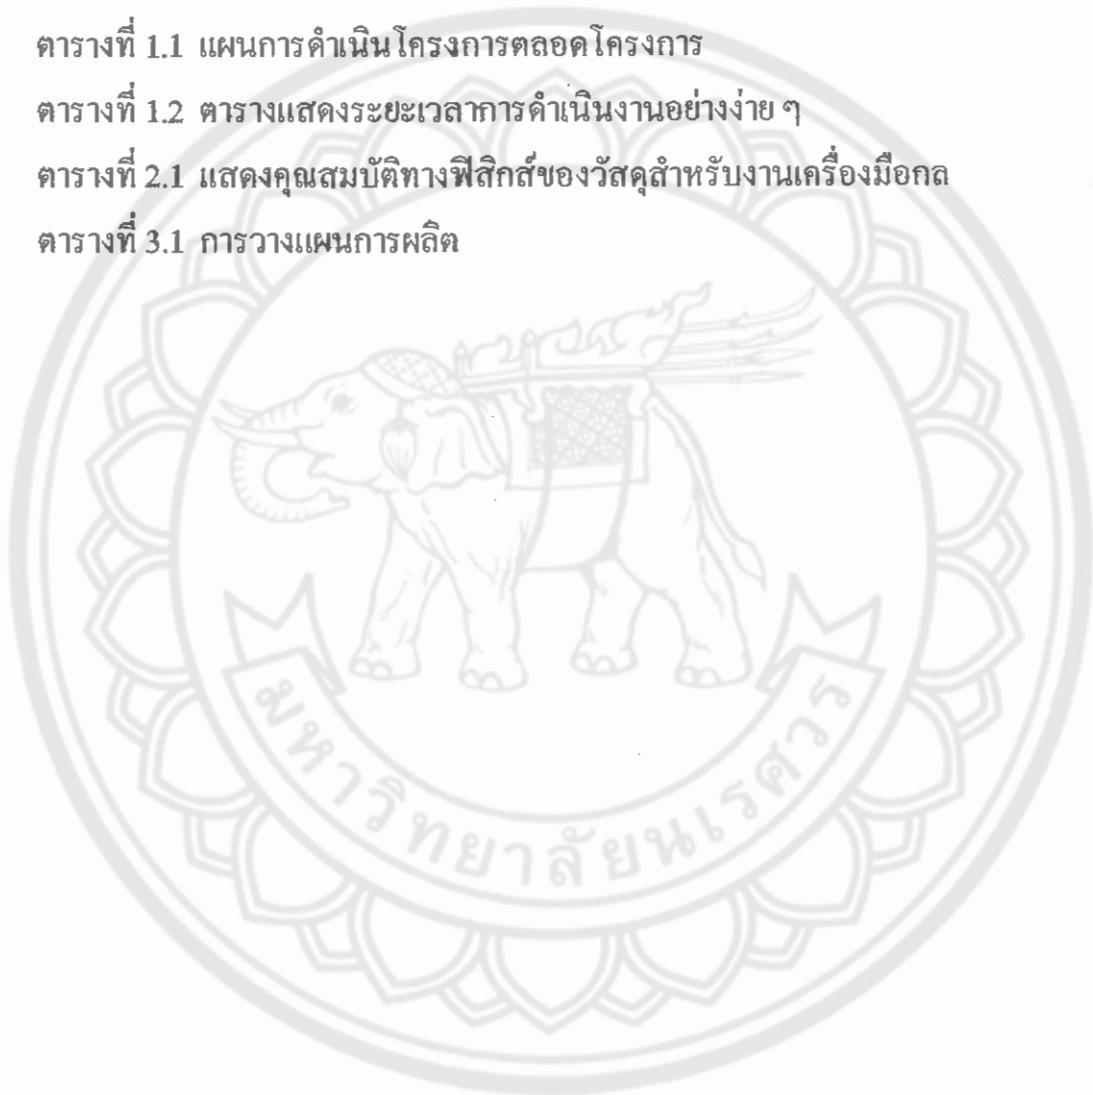 ตารางที่ 1.1 แผนการดำเนินโครงการตลอดโครงการ
ตารางที่ 1.2 ตารางแสดงระยะเวลาการดำเนินงานอย่างง่าย ๆ
ตารางที่ 2.1 แสดงคุณสมบัติทางฟิสิกส์ของวัสดุสำหรับงานเครื่องมือกล
ตารางที่ 3.1 การวางแผนการผลิต
มหาวิทยาลัยนเรศวร